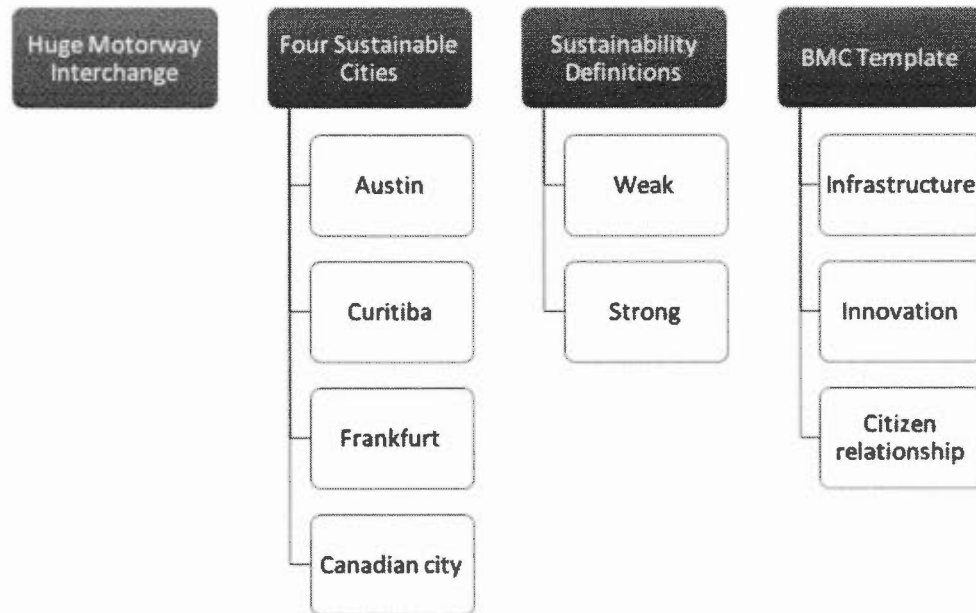 Huge Motorway
Interchange
Four Sustainable
Cities
Austin
Curitiba
Frankfurt
Canadian city
Sustainability
Definitions
Weak
Strong
BMC Template
Infrastructure
Innovation
Citizen
relationship